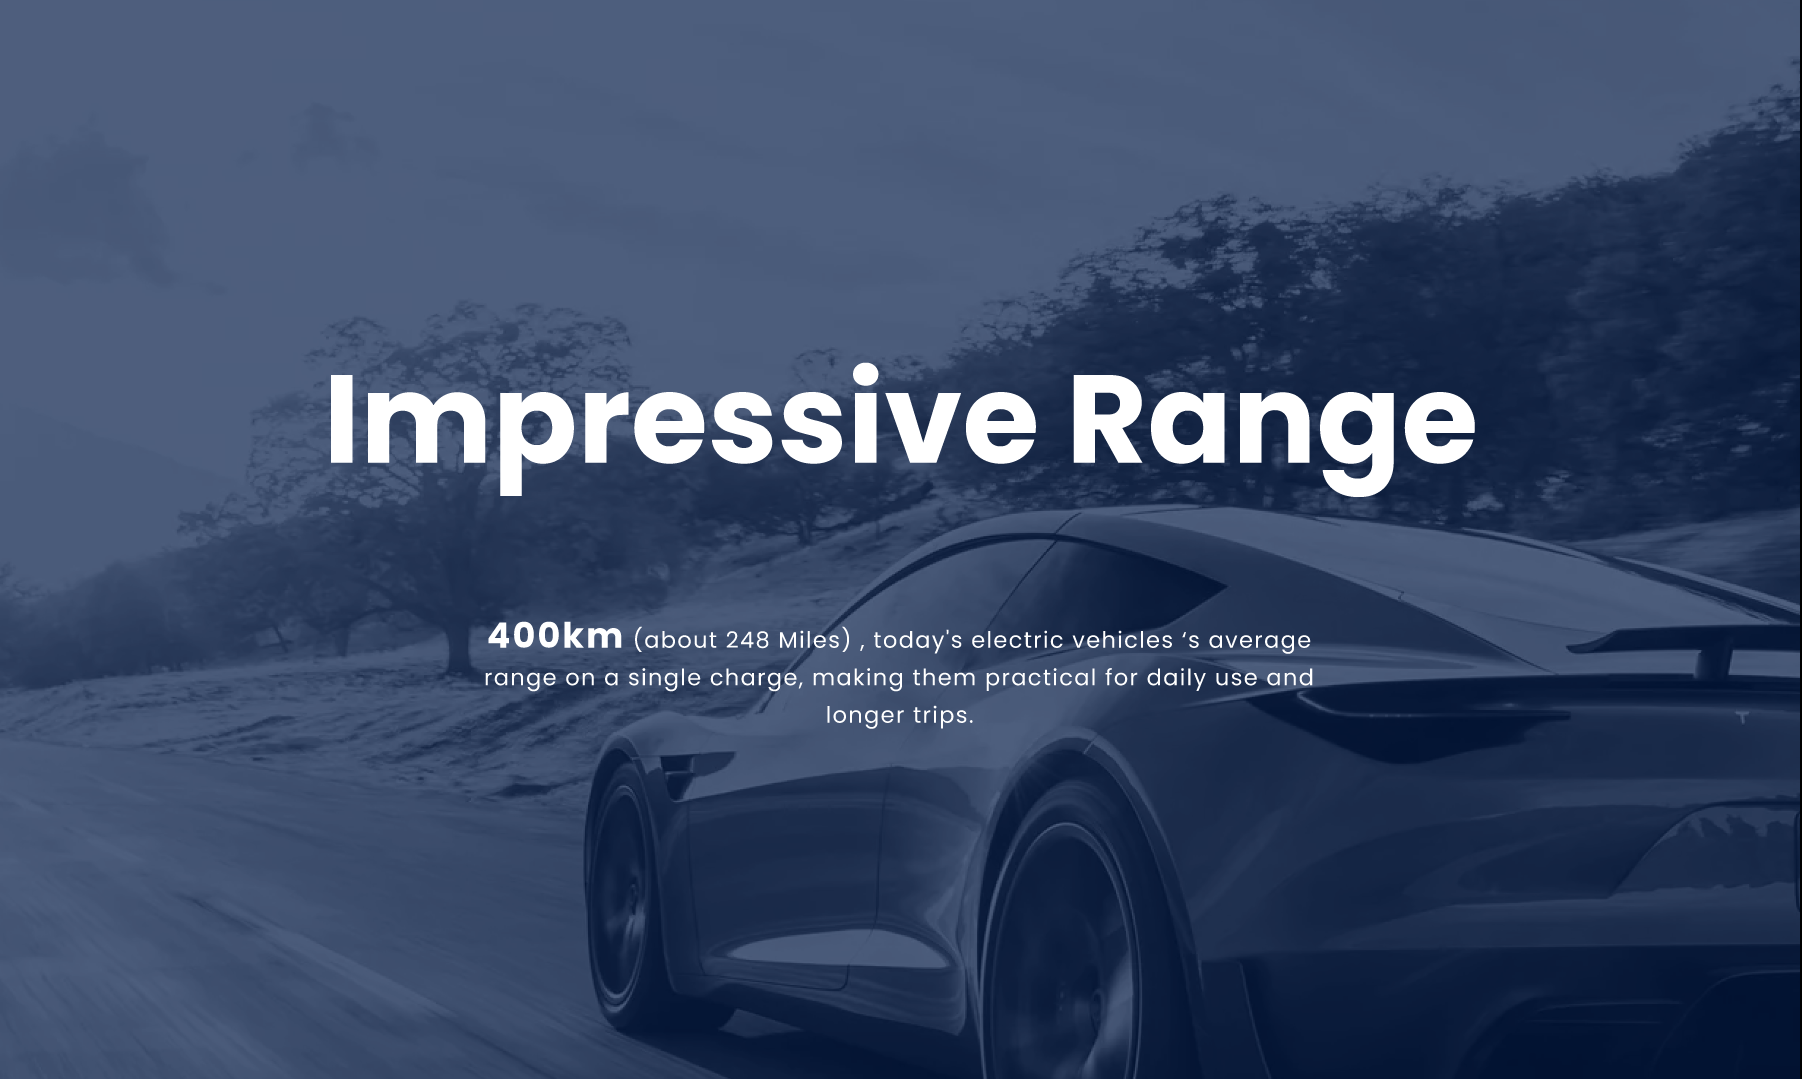 Impressive Range
400km (about 248 Miles) , today's electric vehicles ‘s average
range on a single charge, making them practical for daily use and
longer trips.